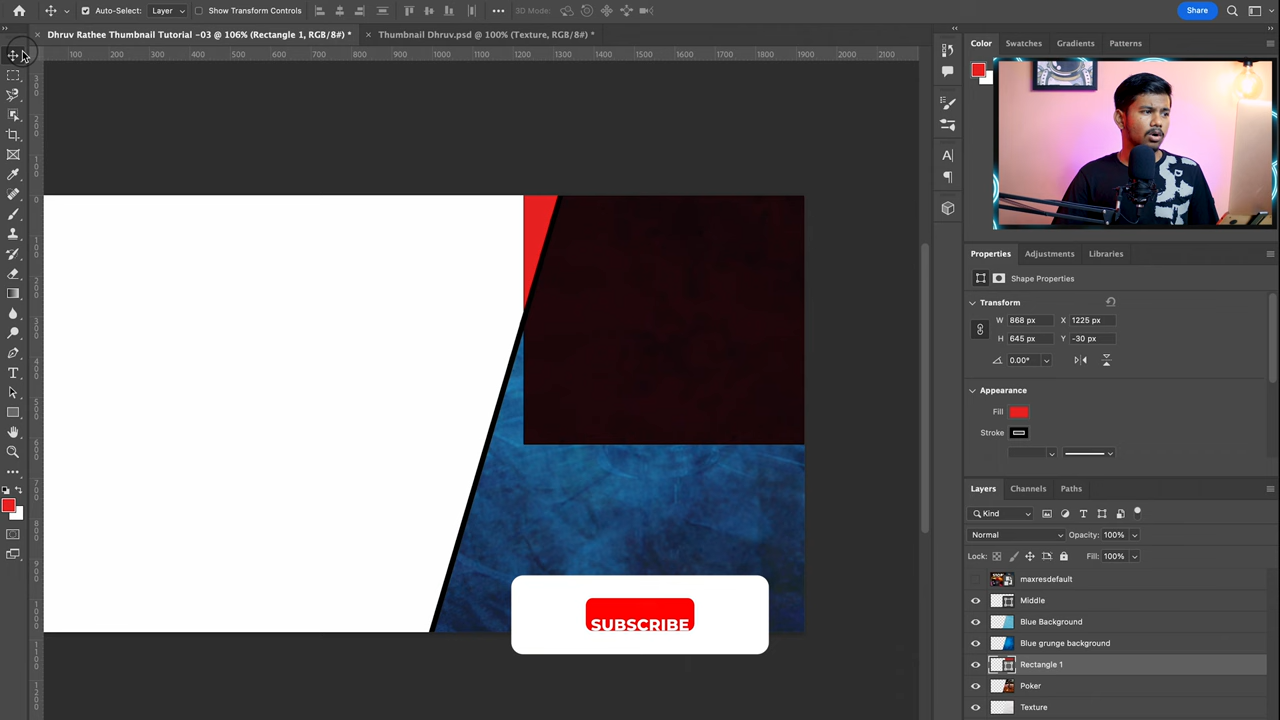 Auto-Select: Layer Show Transform Controls 3D Mode: Share
Dhruv Rathee Thumbnail Tutorial -03 @ 106% (Rectangle 1, RGB/8#) * Thumbnail Dhruv.psd @ 100% (Texture, RGB/8#) *
100 200 300 400 500 600 700 800 900 1000 1100 1200 1300 1400 1500 1600 1700 1800 1900 2000 2100
Color Swatches Gradients Patterns
Properties Adjustments Libraries
Shape Properties
Transform
W 868 px X 1225 px
H 645 px Y -30 px
0.00°
Appearance
Fill
Stroke
Layers Channels Paths
Kind
Normal Opacity: 100%
Lock: Fill: 100%
maxresdefault
Middle
Blue Background
Blue grunge background
Rectangle 1
Poker
Texture
SUBSCRIBE